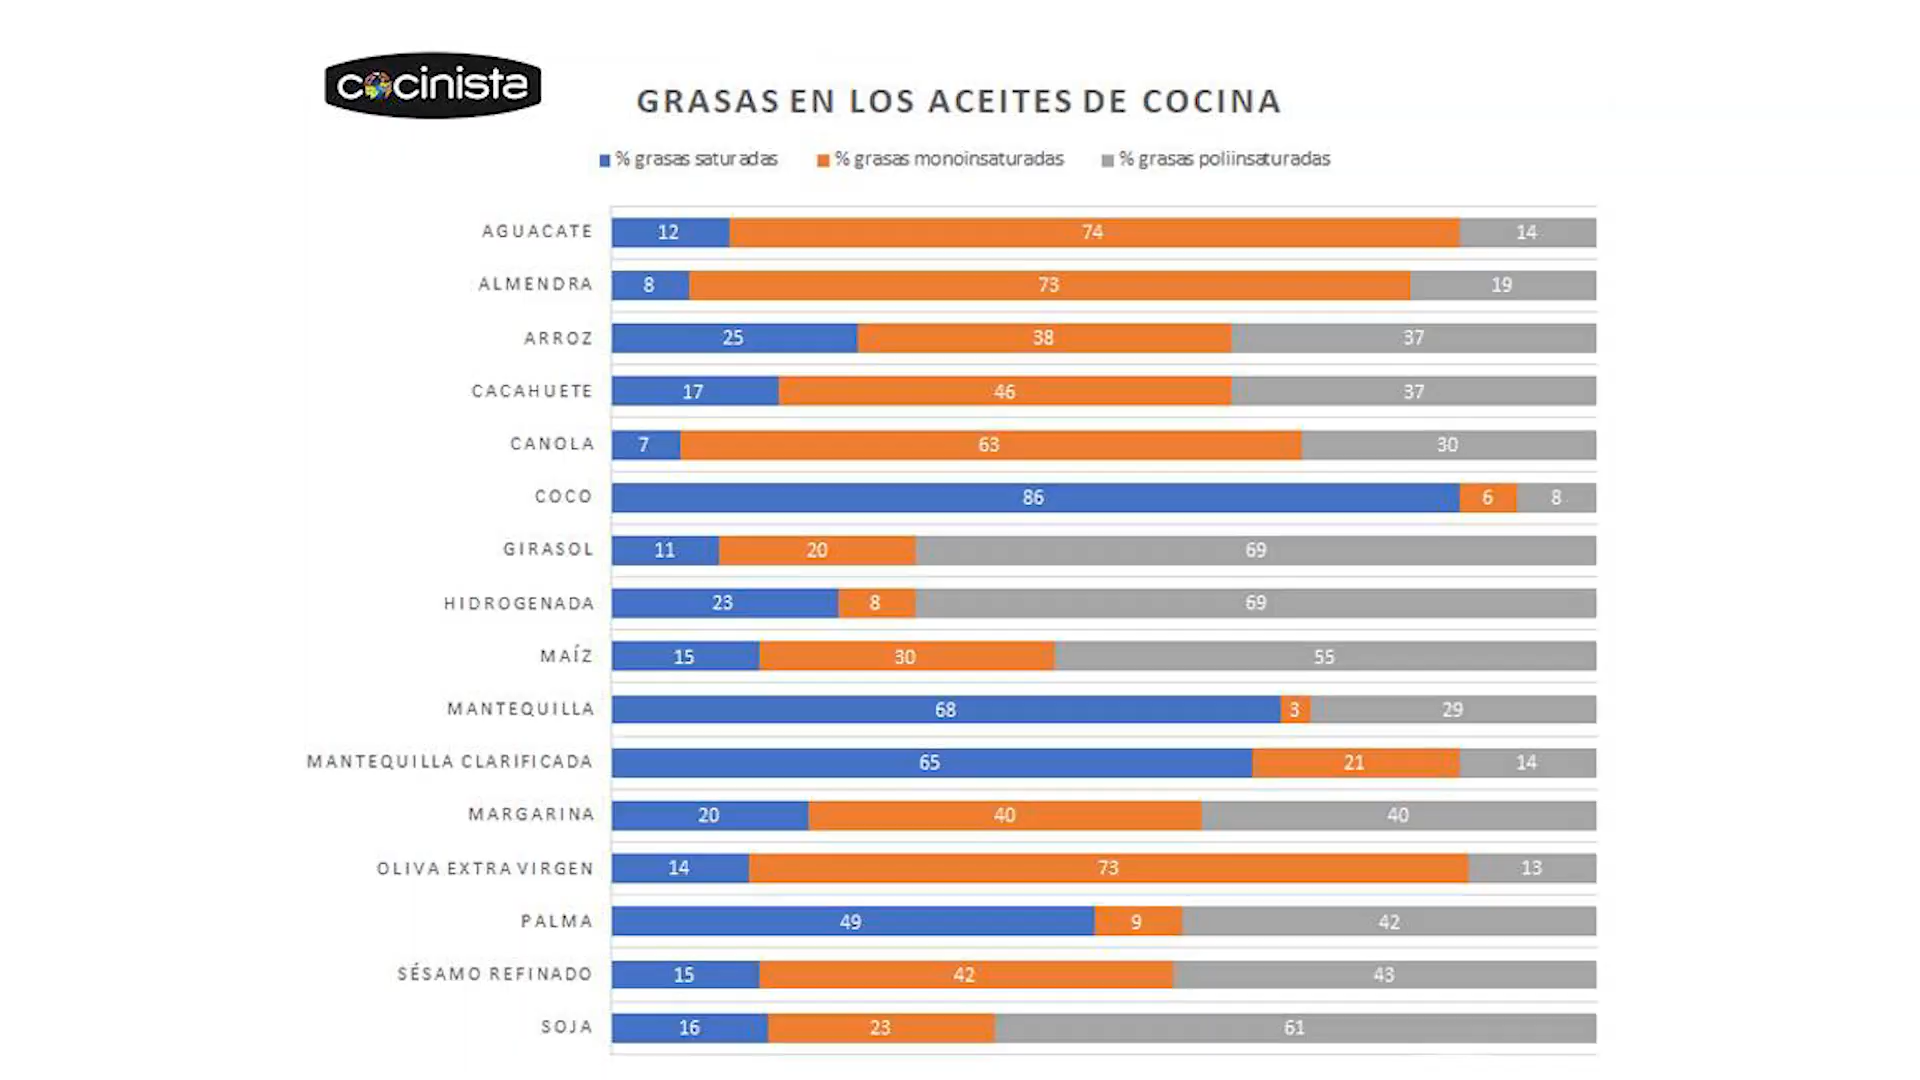 cocinista
GRASAS EN LOS ACEITES DE COCINA
% grasas saturadas % grasas monoinsaturadas % grasas poliinsaturadas
AGUACATE 12 74 14
ALMENDRA 8 73 19
ARROZ 25 38 37
CACAHUETE 17 46 37
CANOLA 7 63 30
COCO 86 6 8
GIRASOL 11 20 69
HIDROGENADA 23 8 69
MAÍZ 15 30 55
MANTEQUILLA 68 3 29
MANTEQUILLA CLARIFICADA 65 21 14
MARGARINA 20 40 40
OLIVA EXTRA VIRGEN 14 73 13
PALMA 49 9 42
SÉSAMO REFINADO 15 42 43
SOJA 16 23 61